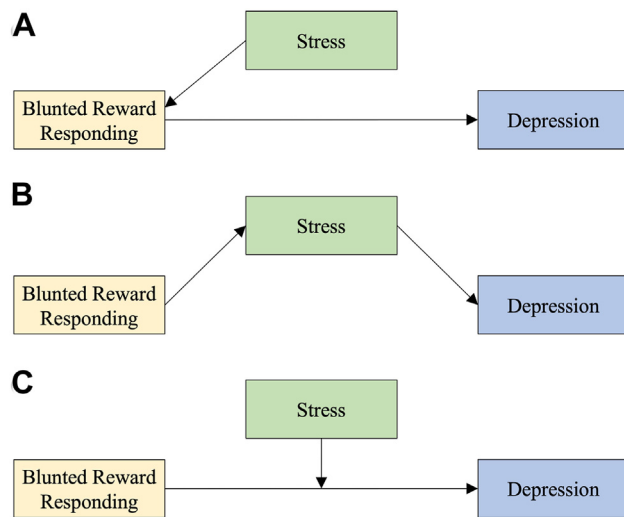 A
Stress
Blunted Reward
Responding
Depression
B
Stress
Blunted Reward
Responding
Depression
C
Stress
Blunted Reward
Responding
Depression